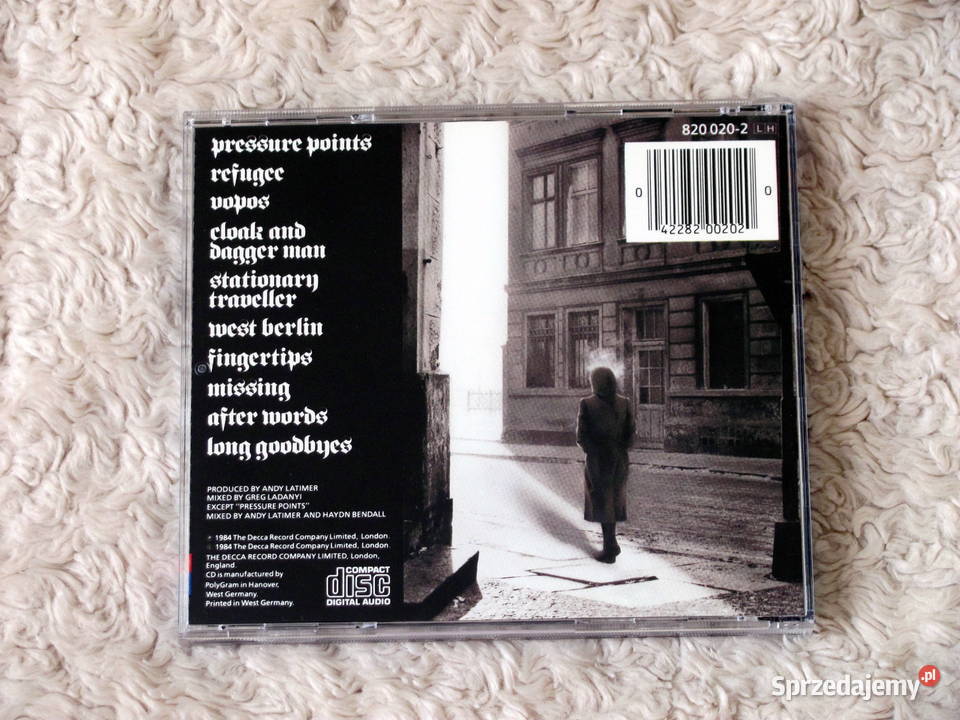 pressure points
refugee
vopos
cloak and
dagger man
stationary
traveller
west berlin
fingertips
missing
after words
long goodbyes
PRODUCED BY ANDY LATIMER
MIXED BY GREG LADANYI
EXCEPT "PRESSURE POINTS"
MIXED BY ANDY LATIMER AND HAYDN BENDALL
℗ 1984 The Decca Record Company Limited, London.
© 1984 The Decca Record Company Limited, London.
THE DECCA RECORD COMPANY LIMITED, London,
England.
CD is manufactured by
PolyGram in Hanover,
West Germany.
Printed in West Germany.
COMPACT
disc
DIGITAL AUDIO
820 020-2 LH
0 42282 00202 0
Sprzedajemy.pl